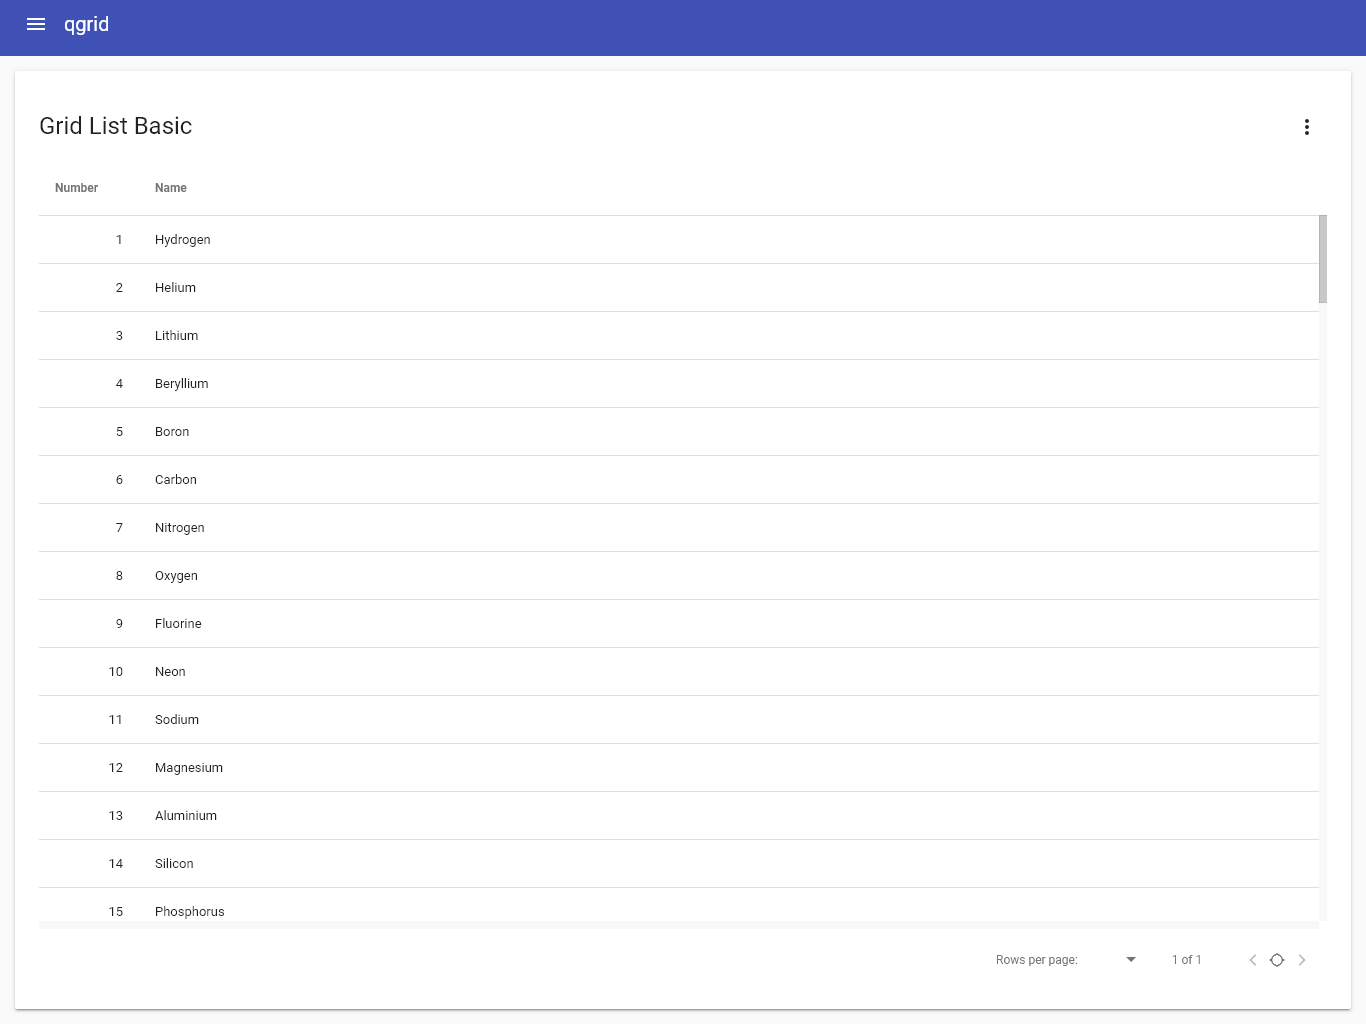 qgrid
Grid List Basic
Number Name
1 Hydrogen
2 Helium
3 Lithium
4 Beryllium
5 Boron
6 Carbon
7 Nitrogen
8 Oxygen
9 Fluorine
10 Neon
11 Sodium
12 Magnesium
13 Aluminium
14 Silicon
15 Phosphorus
Rows per page: 1 of 1